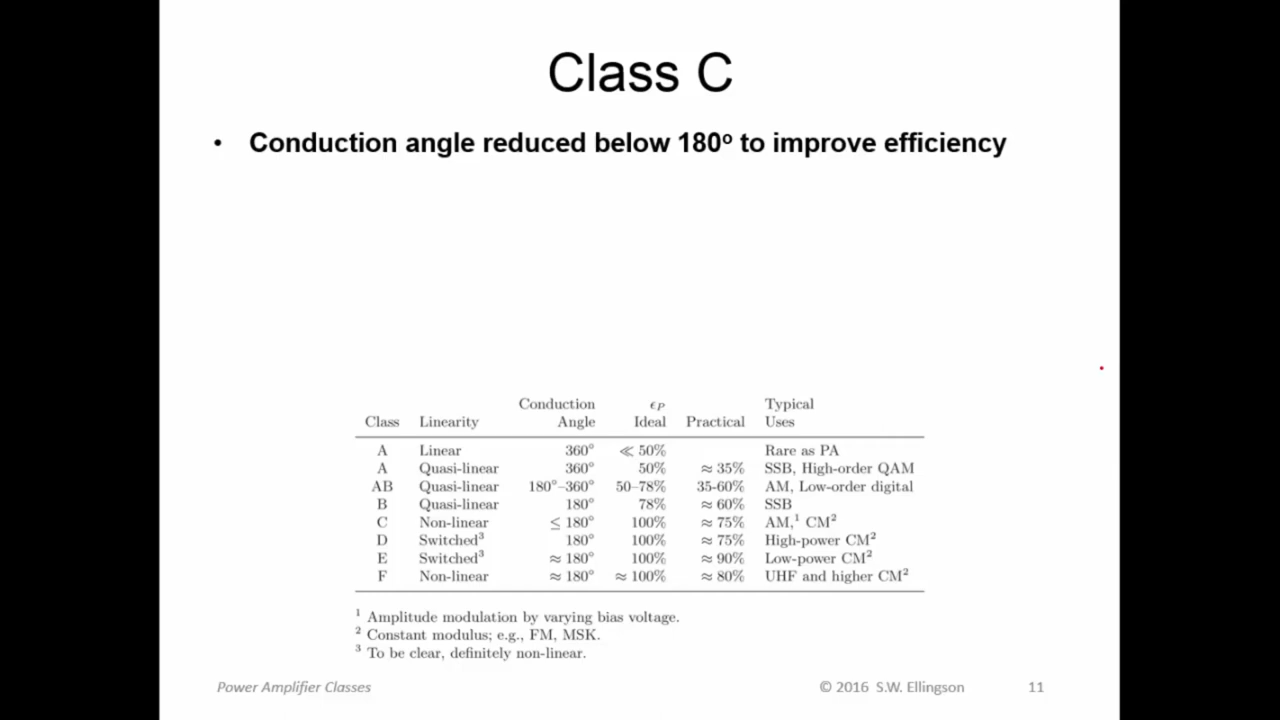 Class C
• Conduction angle reduced below 180º to improve efficiency
Conduction ϵP Typical
Class Linearity Angle Ideal Practical Uses
A Linear 360° ≪ 50% Rare as PA
A Quasi-linear 360° 50% ≈ 35% SSB, High-order QAM
AB Quasi-linear 180°–360° 50–78% 35-60% AM, Low-order digital
B Quasi-linear 180° 78% ≈ 60% SSB
C Non-linear ≤ 180° 100% ≈ 75% AM,¹ CM²
D Switched³ 180° 100% ≈ 75% High-power CM²
E Switched³ ≈ 180° 100% ≈ 90% Low-power CM²
F Non-linear ≈ 180° ≈ 100% ≈ 80% UHF and higher CM²
¹ Amplitude modulation by varying bias voltage.
² Constant modulus; e.g., FM, MSK.
³ To be clear, definitely non-linear.
Power Amplifier Classes © 2016 S.W. Ellingson 11